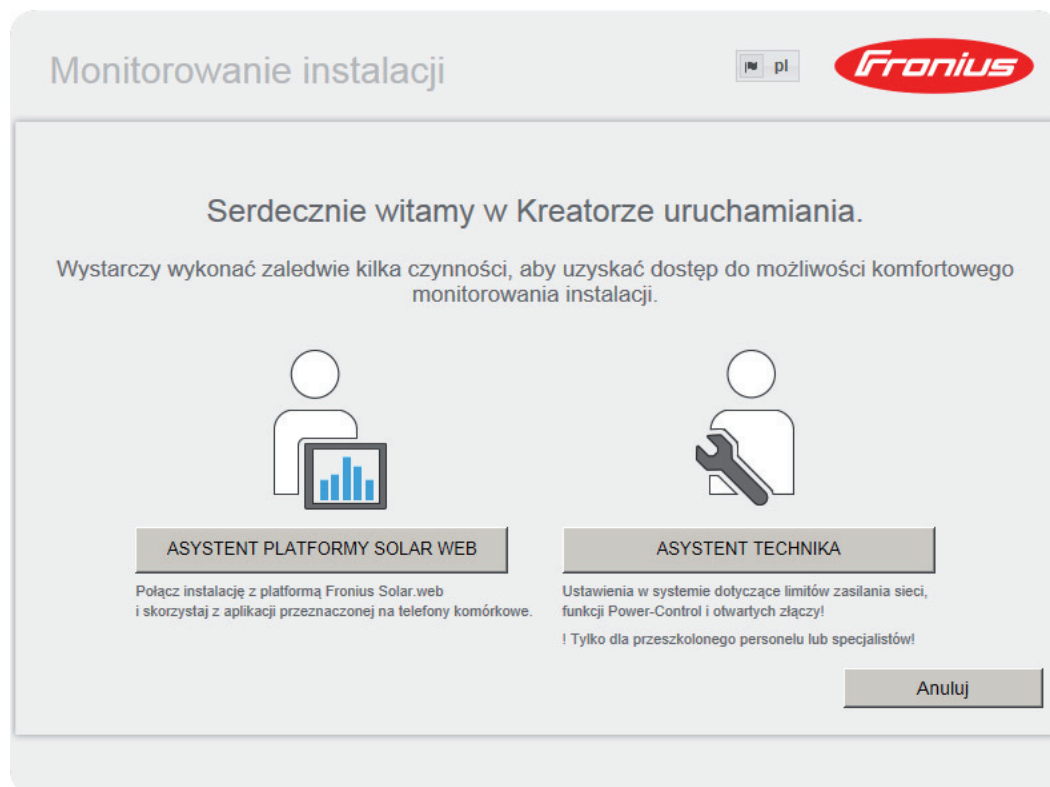 Monitorowanie instalacji
pl
Fronius
Serdecznie witamy w Kreatorze uruchamiania.
Wystarczy wykonać zaledwie kilka czynności, aby uzyskać dostęp do możliwości komfortowego
monitorowania instalacji.
ASYSTENT PLATFORMY SOLAR WEB
Połącz instalację z platformą Fronius Solar.web
i skorzystaj z aplikacji przeznaczonej na telefony komórkowe.
ASYSTENT TECHNIKA
Ustawienia w systemie dotyczące limitów zasilania sieci,
funkcji Power-Control i otwartych złączy!
! Tylko dla przeszkolonego personelu lub specjalistów!
Anuluj